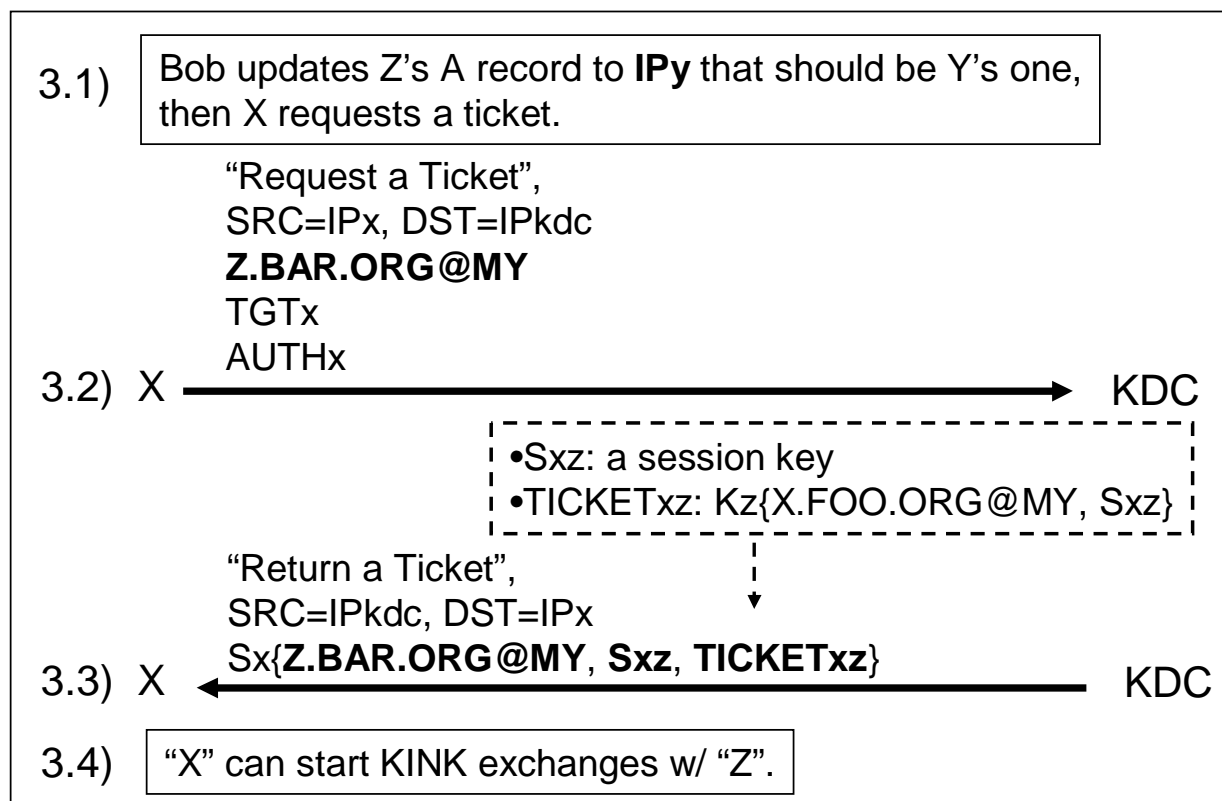 3.1)
Bob updates Z's A record to IPy that should be Y's one,
then X requests a ticket.
“Request a Ticket”,
SRC=IPx, DST=IPkdc
Z.BAR.ORG@MY
TGTx
AUTHx
3.2) X KDC
•Sxz: a session key
•TICKETxz: Kz{X.FOO.ORG@MY, Sxz}
“Return a Ticket”,
SRC=IPkdc, DST=IPx
Sx{Z.BAR.ORG@MY, Sxz, TICKETxz}
3.3) X KDC
3.4) “X” can start KINK exchanges w/ “Z”.